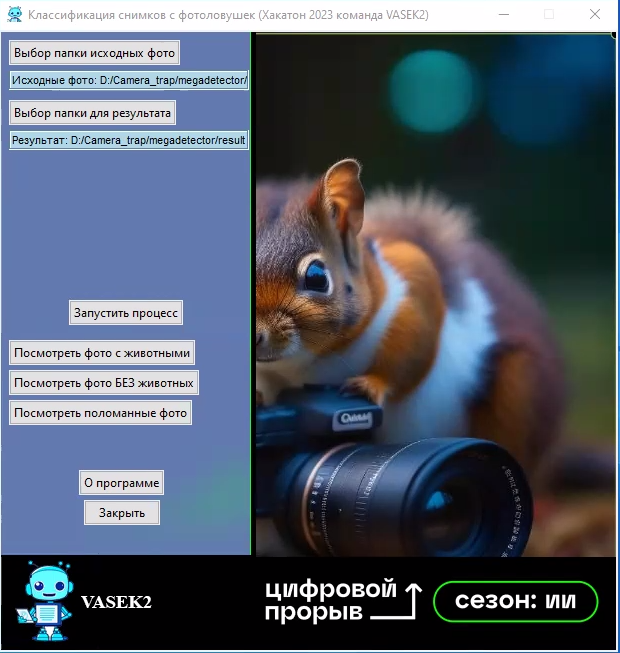 Классификация снимков с фотоловушек (Хакатон 2023 команда VASEK2)
Выбор папки исходных фото
Исходные фото: D:/Camera_trap/megadetector/
Выбор папки для результата
Результат: D:/Camera_trap/megadetector/result
Запустить процесс
Посмотреть фото с животными
Посмотреть фото БЕЗ животных
Посмотреть поломанные фото
О программе
Закрыть
VASEK2
цифровой
прорыв
сезон: ии